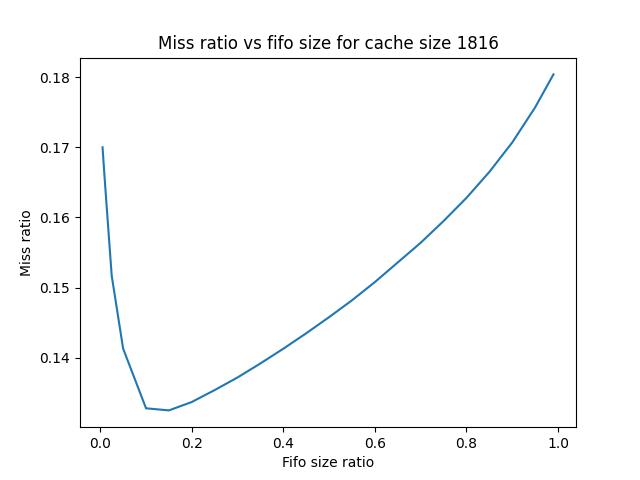 Miss ratio vs fifo size for cache size 1816
0.18
0.17
0.16
0.15
0.14
Miss ratio
0.0 0.2 0.4 0.6 0.8 1.0
Fifo size ratio